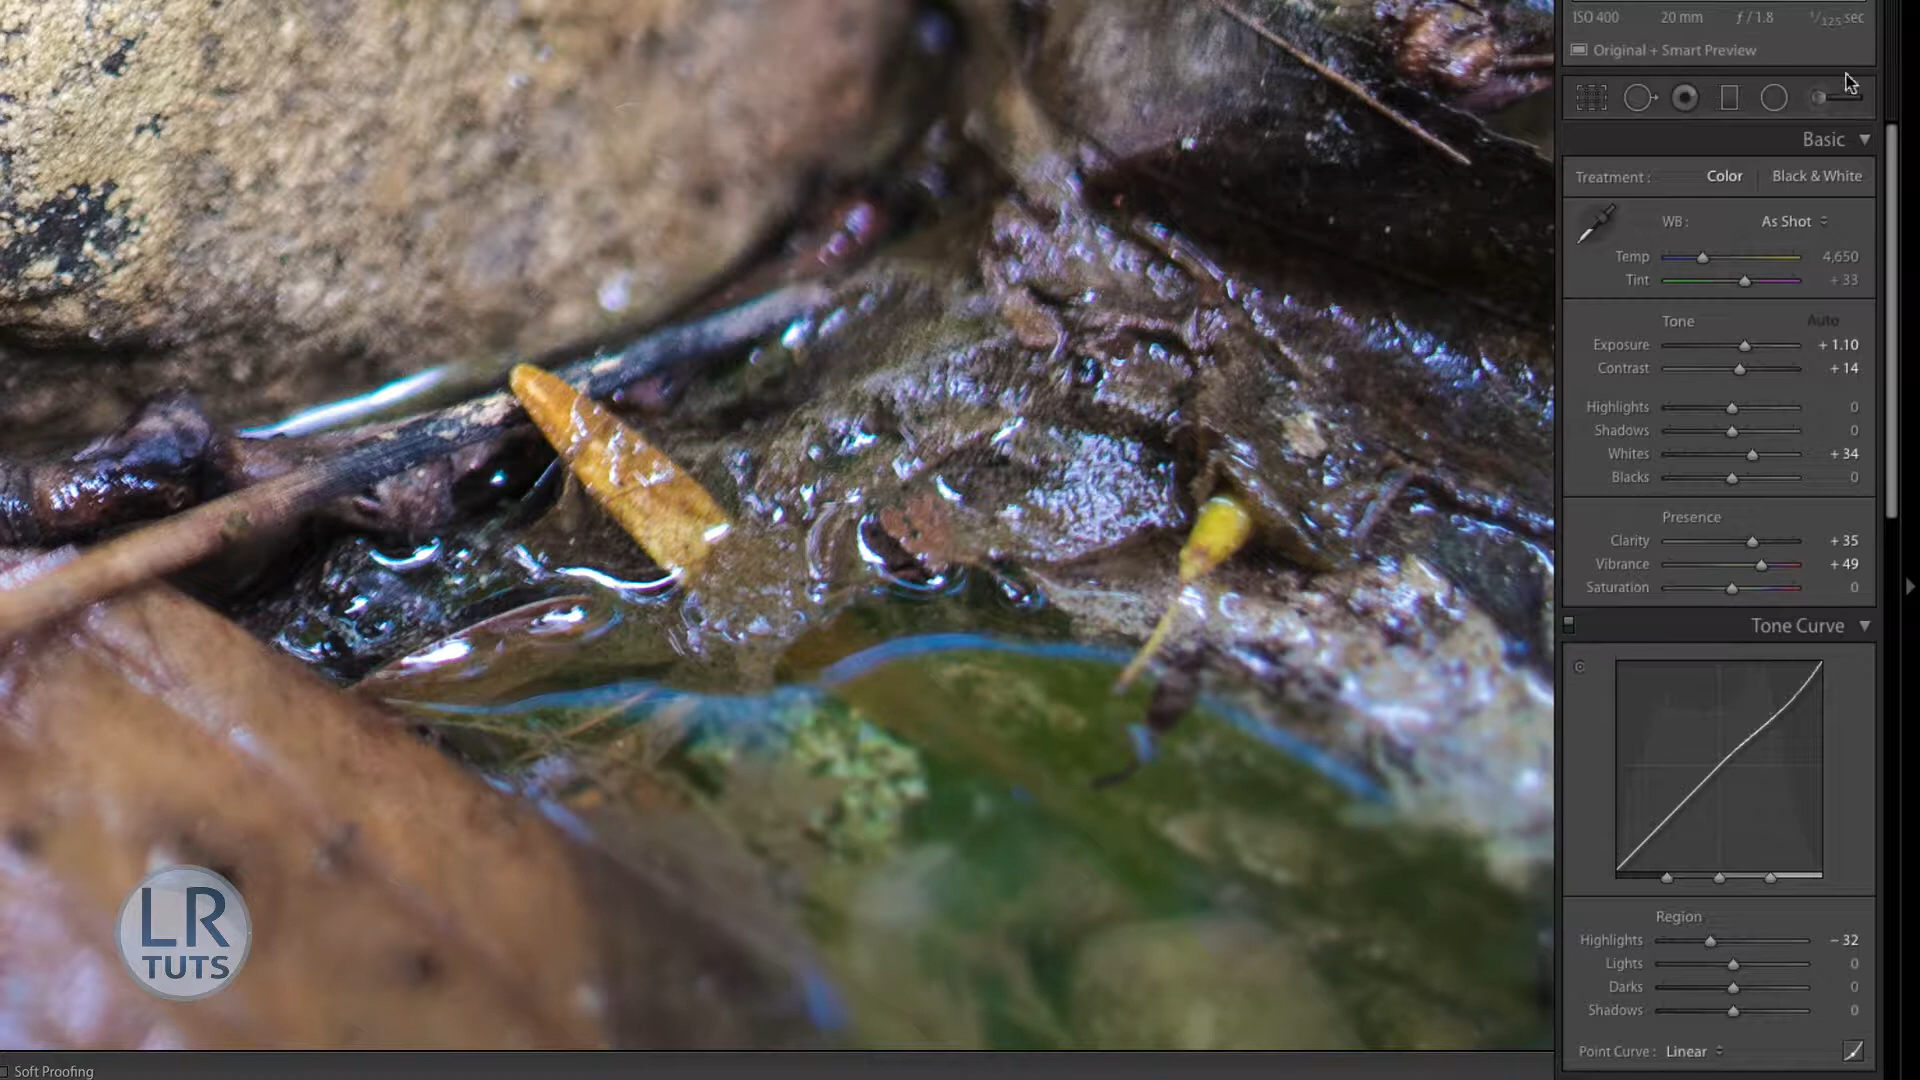 ISO 400 20 mm ƒ / 1.8 1/125 sec
Original + Smart Preview
Basic
Treatment : Color Black & White
WB : As Shot
Temp 4,650
Tint + 33
Tone Auto
Exposure + 1.10
Contrast + 14
Highlights 0
Shadows 0
Whites + 34
Blacks 0
Presence
Clarity + 35
Vibrance + 49
Saturation 0
Tone Curve
Region
Highlights − 32
Lights 0
Darks 0
Shadows 0
Point Curve : Linear
LR
TUTS
Soft Proofing